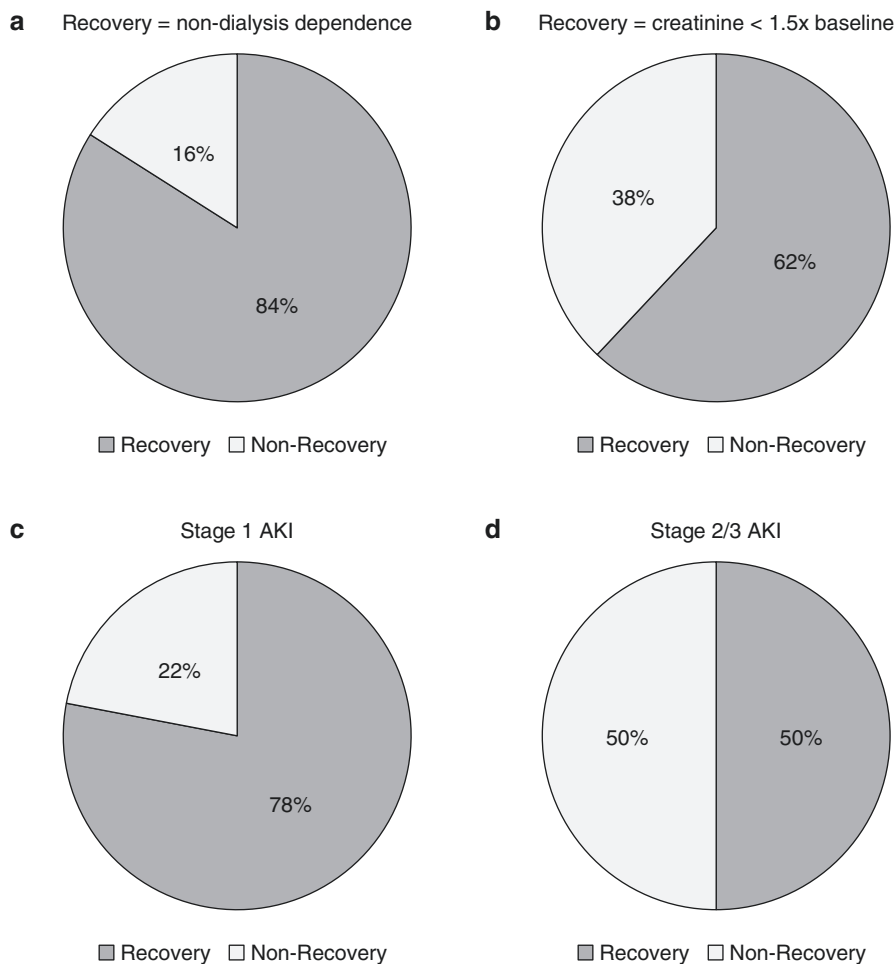 a Recovery = non-dialysis dependence
16%
84%
Recovery Non-Recovery
b Recovery = creatinine < 1.5x baseline
38%
62%
Recovery Non-Recovery
c Stage 1 AKI
22%
78%
Recovery Non-Recovery
d Stage 2/3 AKI
50%
50%
Recovery Non-Recovery